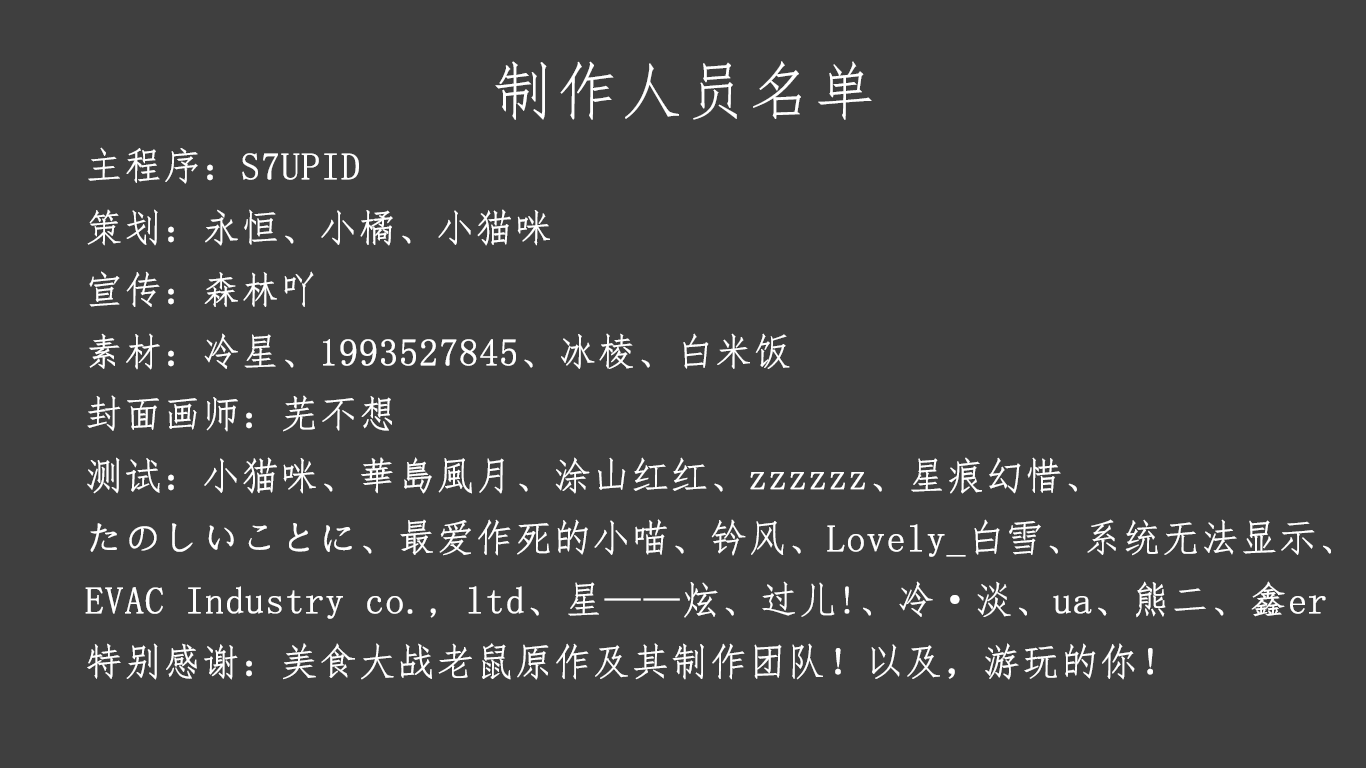 制作人员名单
主程序：S7UPID
策划：永恒、小橘、小猫咪
宣传：森林吖
素材：冷星、1993527845、冰棱、白米饭
封面画师：芜不想
测试：小猫咪、華島風月、涂山红红、zzzzzz、星痕幻惜、
たのしいことに、最爱作死的小喵、钤风、Lovely_白雪、系统无法显示、
EVAC Industry co., ltd、星——炫、过儿!、冷·淡、ua、熊二、鑫er
特别感谢：美食大战老鼠原作及其制作团队！以及，游玩的你！